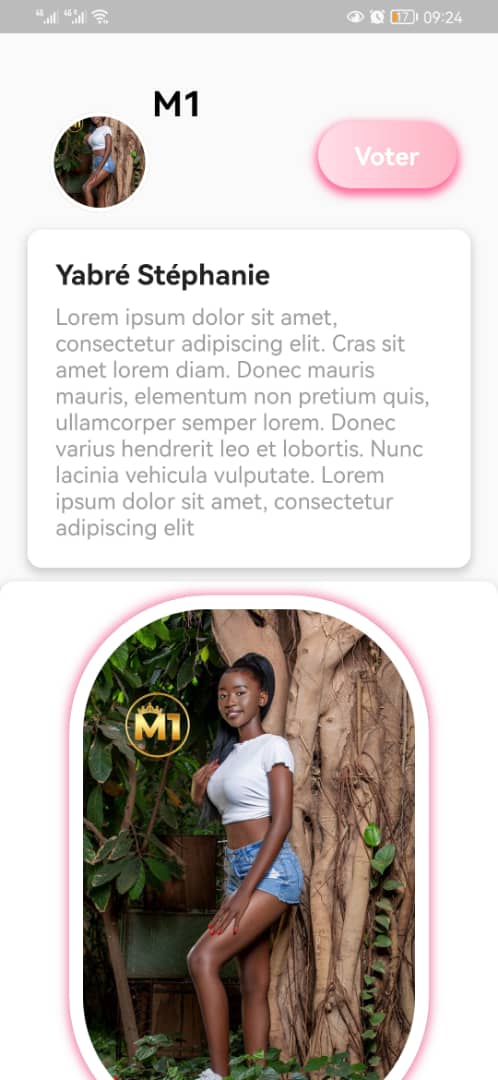 4G 4G 17 09:24
M1
Voter
Yabré Stéphanie
Lorem ipsum dolor sit amet,
consectetur adipiscing elit. Cras sit
amet lorem diam. Donec mauris
mauris, elementum non pretium quis,
ullamcorper semper lorem. Donec
varius hendrerit leo et lobortis. Nunc
lacinia vehicula vulputate. Lorem
ipsum dolor sit amet, consectetur
adipiscing elit
M1